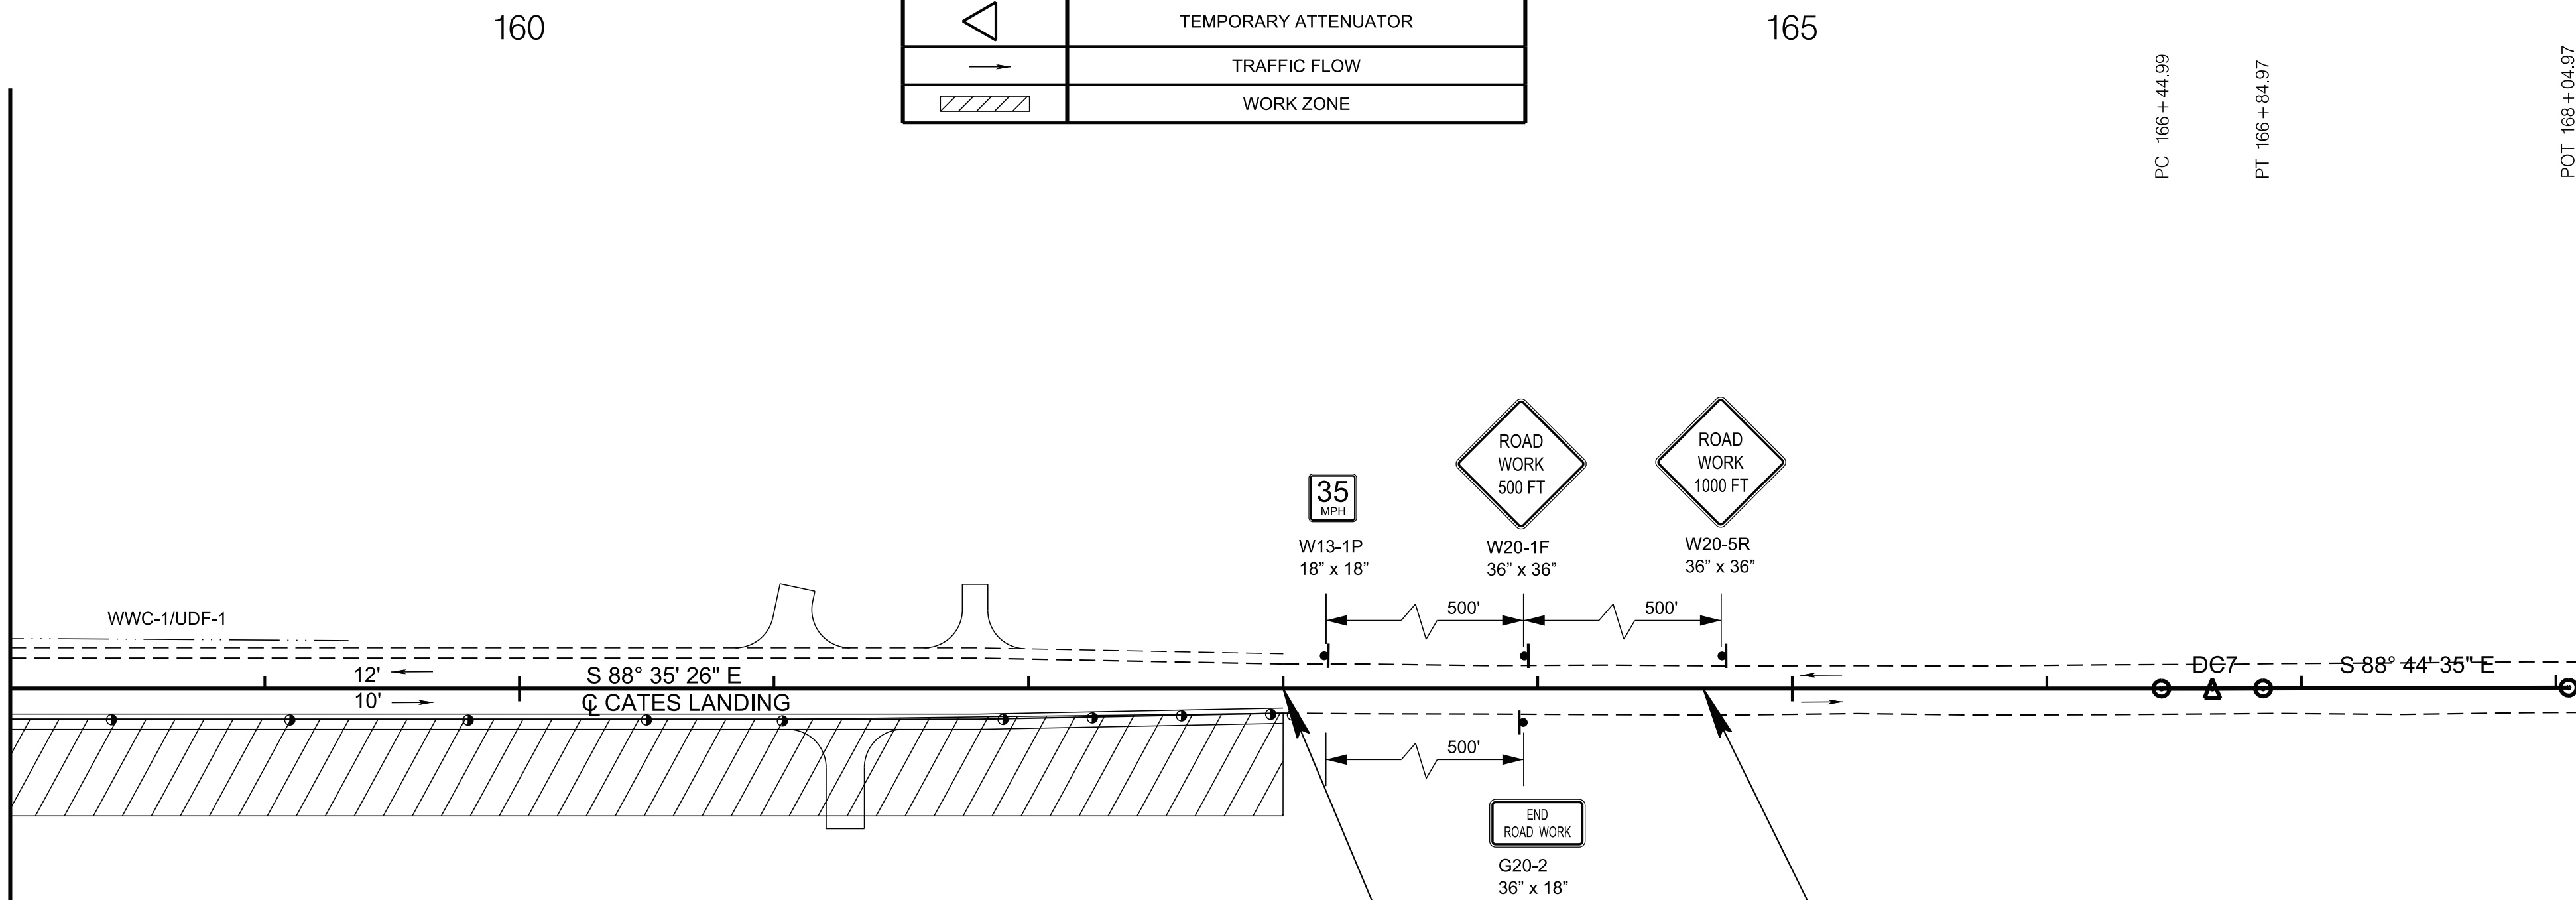 160
TEMPORARY ATTENUATOR
165
TRAFFIC FLOW
WORK ZONE
PC 166+44.99
PT 166+84.97
POT 168+04.97
ROAD
WORK
500 FT
ROAD
WORK
1000 FT
35
MPH
W13-1P
18” x 18”
W20-1F
36” x 36”
W20-5R
36” x 36”
500'
500'
WWC-1/UDF-1
12'
S 88° 35' 26" E
DC7
S 88° 44' 35" E
10'
℄ CATES LANDING
500'
END
ROAD WORK
G20-2
36” x 18”